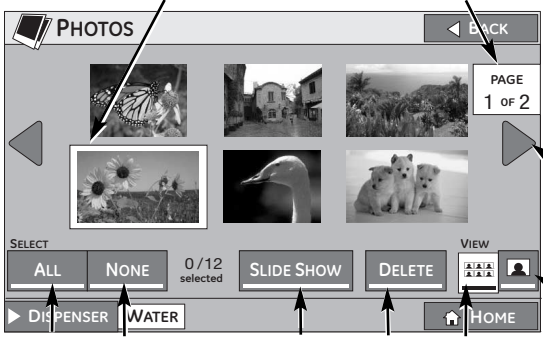 PHOTOS
BACK
PAGE
1 OF 2
SELECT
VIEW
ALL
NONE
0/12
selected
SLIDE SHOW
DELETE
DISPENSER
WATER
HOME